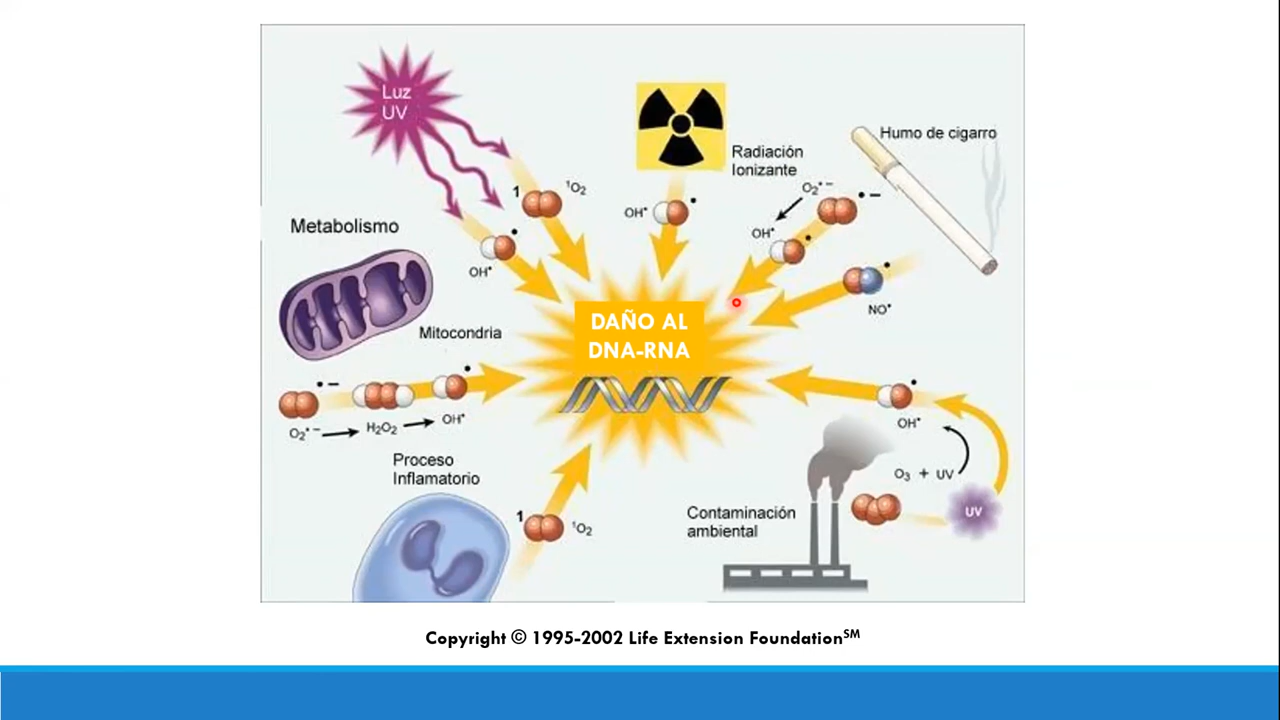 Luz
UV
Radiación
Ionizante
Humo de cigarro
1
¹O₂
OH•
O₂•–
•–
OH•
Metabolismo
OH•
NO•
DAÑO AL
DNA-RNA
Mitocondria
•–
O₂•–
H₂O₂
OH•
OH•
Proceso
Inflamatorio
O₃ + UV
UV
1
¹O₂
Contaminación
ambiental
Copyright © 1995-2002 Life Extension Foundation℠